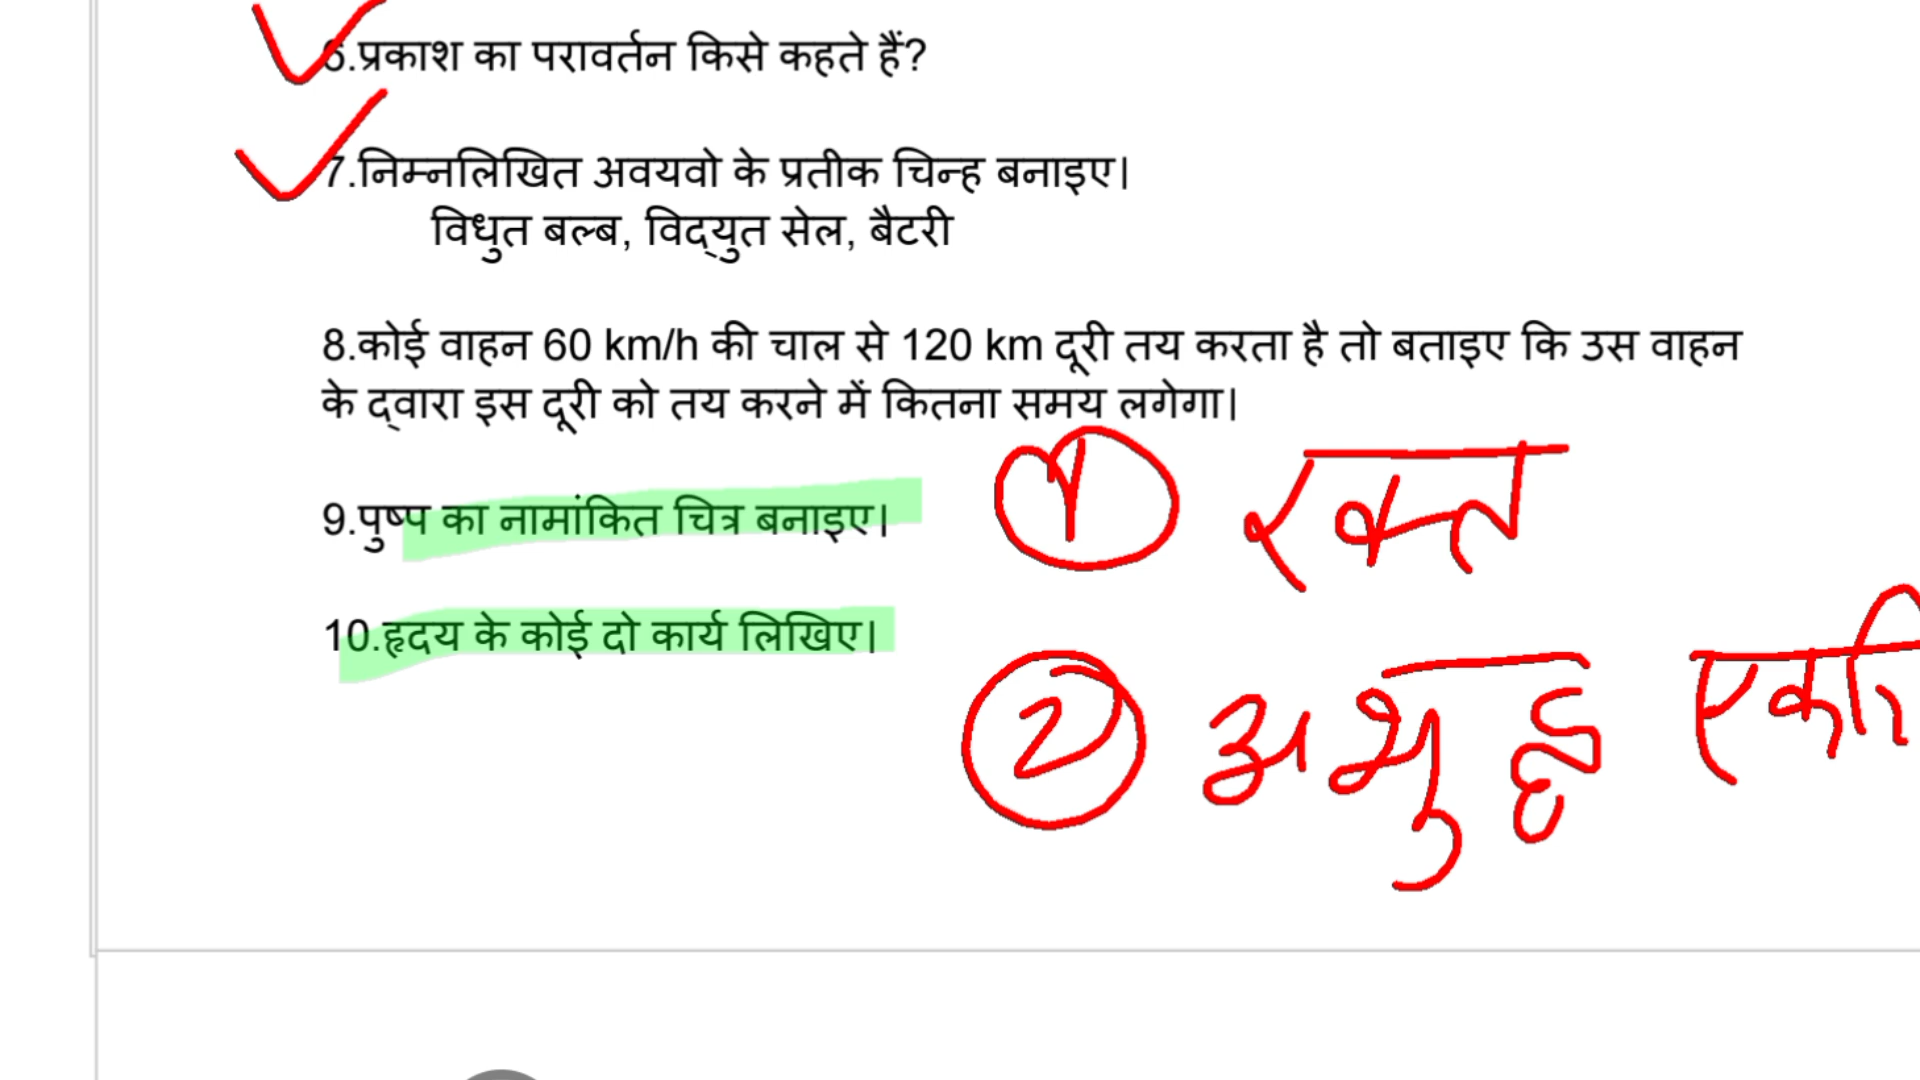 6.प्रकाश का परावर्तन किसे कहते हैं?
7.निम्नलिखित अवयवो के प्रतीक चिन्ह बनाइए।
विधुत बल्ब, विद्युत सेल, बैटरी
8.कोई वाहन 60 km/h की चाल से 120 km दूरी तय करता है तो बताइए कि उस वाहन
के द्वारा इस दूरी को तय करने में कितना समय लगेगा।
9.पुष्प का नामांकित चित्र बनाइए।
① रक्त
10.हृदय के कोई दो कार्य लिखिए।
②